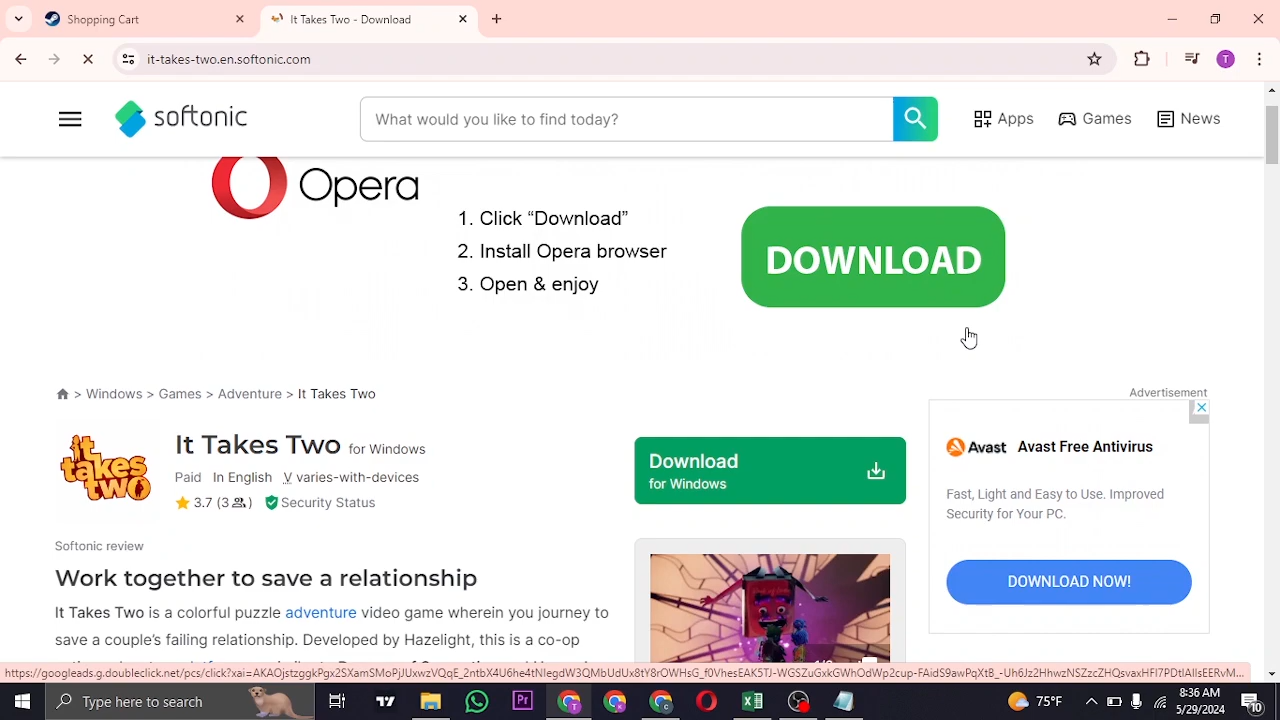 Shopping Cart
It Takes Two - Download
it-takes-two.en.softonic.com
T
softonic
What would you like to find today?
Apps
Games
News
Opera
1. Click “Download”
2. Install Opera browser
3. Open & enjoy
DOWNLOAD
> Windows > Games > Adventure > It Takes Two
Advertisement
it takes two
It Takes Two for Windows
Paid In English V varies-with-devices
3.7 (3 ) Security Status
Download
for Windows
Avast Avast Free Antivirus
Fast, Light and Easy to Use. Improved
Security for Your PC.
DOWNLOAD NOW!
Softonic review
Work together to save a relationship
It Takes Two is a colorful puzzle adventure video game wherein you journey to
save a couple's failing relationship. Developed by Hazelight, this is a co-op
Type here to search
75°F
8:36 AM
5/29/2024
10